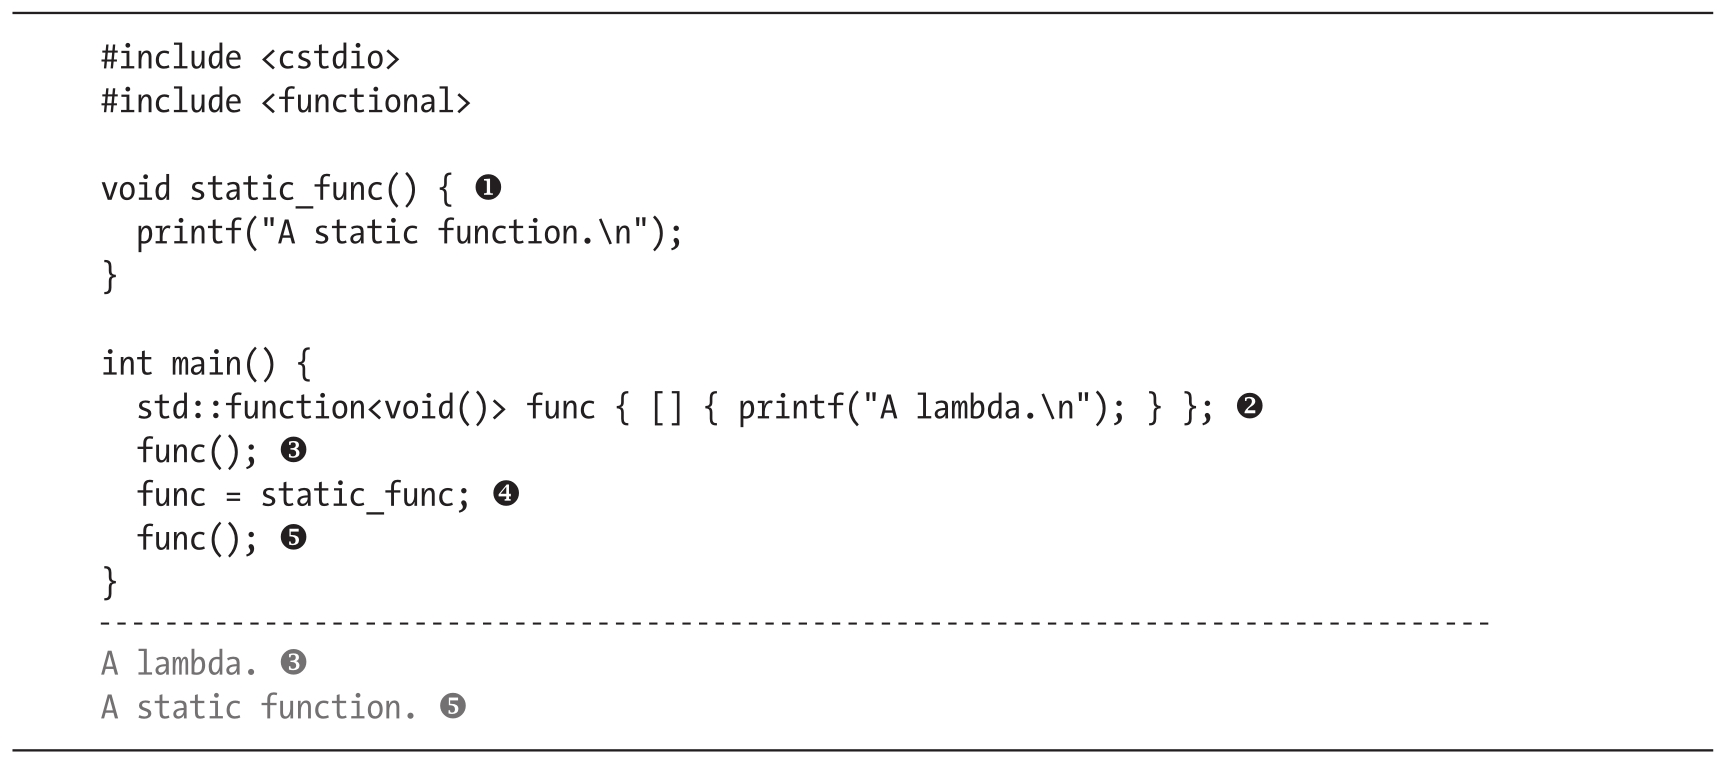 #include <cstdio>
#include <functional>
void static_func() { ❶
printf("A static function.\n");
}
int main() {
std::function<void()> func { [] { printf("A lambda.\n"); } }; ❷
func(); ❸
func = static_func; ❹
func(); ❺
}
A lambda. ❸
A static function. ❺